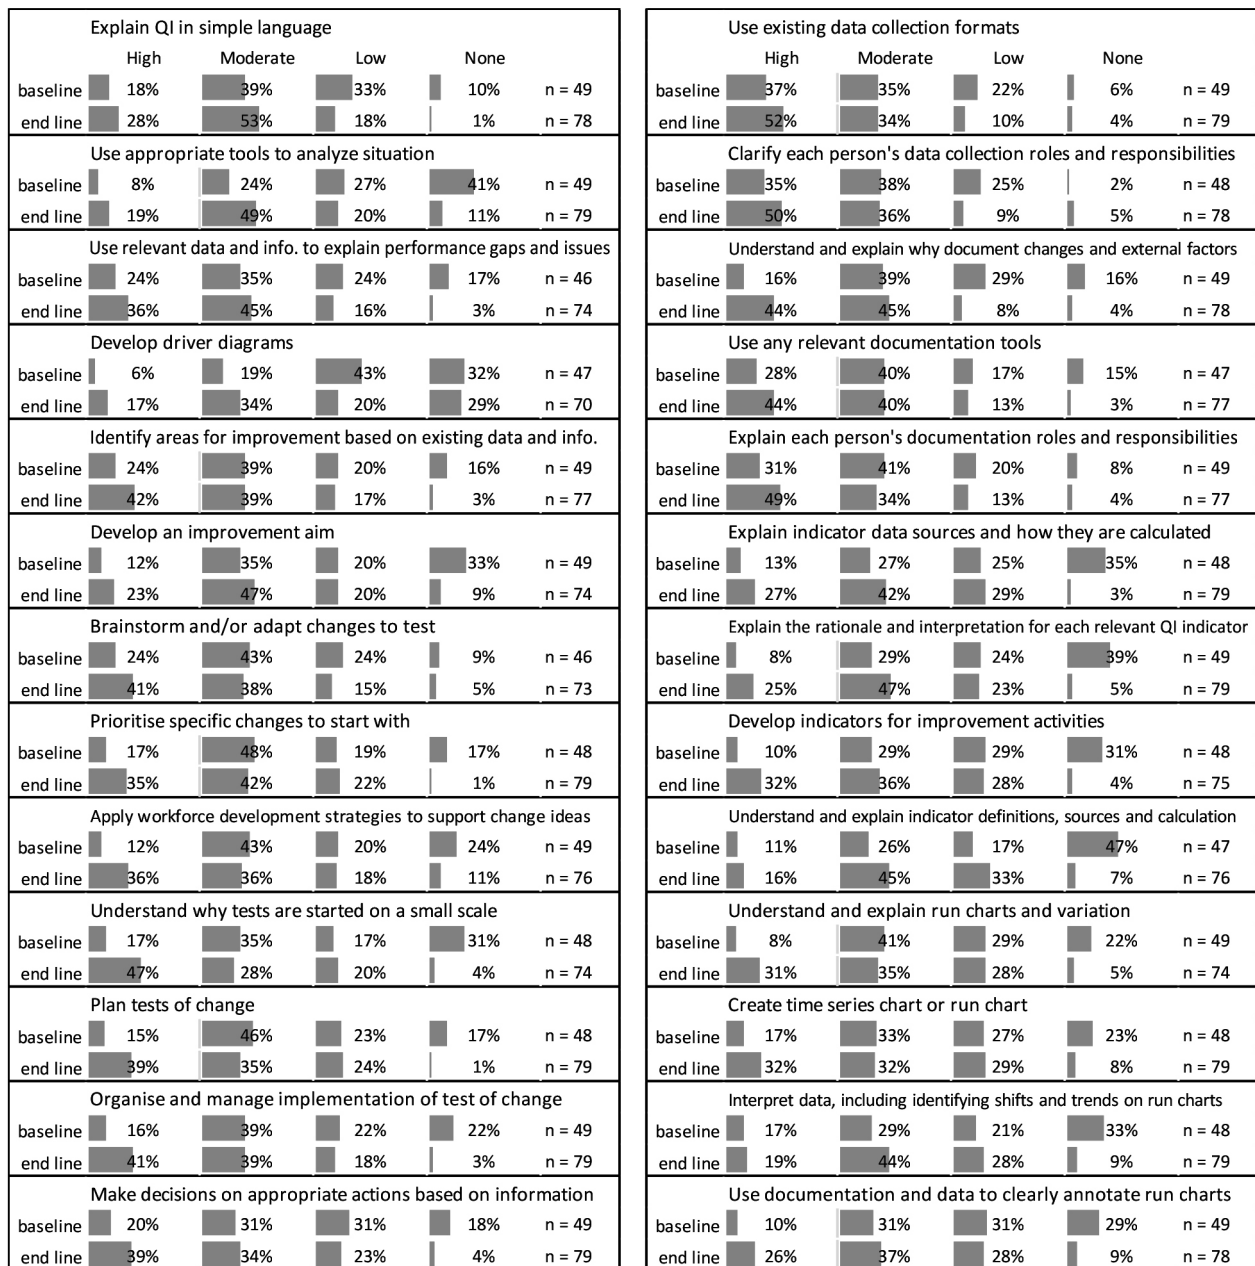 Explain QI in simple language
High Moderate Low None
baseline 18% 39% 33% 10% n = 49
end line 28% 53% 18% 1% n = 78
Use appropriate tools to analyze situation
baseline 8% 24% 27% 41% n = 49
end line 19% 49% 20% 11% n = 79
Use relevant data and info. to explain performance gaps and issues
baseline 24% 35% 24% 17% n = 46
end line 36% 45% 16% 3% n = 74
Develop driver diagrams
baseline 6% 19% 43% 32% n = 47
end line 17% 34% 20% 29% n = 70
Identify areas for improvement based on existing data and info.
baseline 24% 39% 20% 16% n = 49
end line 42% 39% 17% 3% n = 77
Develop an improvement aim
baseline 12% 35% 20% 33% n = 49
end line 23% 47% 20% 9% n = 74
Brainstorm and/or adapt changes to test
baseline 24% 43% 24% 9% n = 46
end line 41% 38% 15% 5% n = 73
Prioritise specific changes to start with
baseline 17% 48% 19% 17% n = 48
end line 35% 42% 22% 1% n = 79
Apply workforce development strategies to support change ideas
baseline 12% 43% 20% 24% n = 49
end line 36% 36% 18% 11% n = 76
Understand why tests are started on a small scale
baseline 17% 35% 17% 31% n = 48
end line 47% 28% 20% 4% n = 74
Plan tests of change
baseline 15% 46% 23% 17% n = 48
end line 39% 35% 24% 1% n = 79
Organise and manage implementation of test of change
baseline 16% 39% 22% 22% n = 49
end line 41% 39% 18% 3% n = 79
Make decisions on appropriate actions based on information
baseline 20% 31% 31% 18% n = 49
end line 39% 34% 23% 4% n = 79
Use existing data collection formats
High Moderate Low None
baseline 37% 35% 22% 6% n = 49
end line 52% 34% 10% 4% n = 79
Clarify each person's data collection roles and responsibilities
baseline 35% 38% 25% 2% n = 48
end line 50% 36% 9% 5% n = 78
Understand and explain why document changes and external factors
baseline 16% 39% 29% 16% n = 49
end line 44% 45% 8% 4% n = 78
Use any relevant documentation tools
baseline 28% 40% 17% 15% n = 47
end line 44% 40% 13% 3% n = 77
Explain each person's documentation roles and responsibilities
baseline 31% 41% 20% 8% n = 49
end line 49% 34% 13% 4% n = 77
Explain indicator data sources and how they are calculated
baseline 13% 27% 25% 35% n = 48
end line 27% 42% 29% 3% n = 79
Explain the rationale and interpretation for each relevant QI indicator
baseline 8% 29% 24% 39% n = 49
end line 25% 47% 23% 5% n = 79
Develop indicators for improvement activities
baseline 10% 29% 29% 31% n = 48
end line 32% 36% 28% 4% n = 75
Understand and explain indicator definitions, sources and calculation
baseline 11% 26% 17% 47% n = 47
end line 16% 45% 33% 7% n = 76
Understand and explain run charts and variation
baseline 8% 41% 29% 22% n = 49
end line 31% 35% 28% 5% n = 74
Create time series chart or run chart
baseline 17% 33% 27% 23% n = 48
end line 32% 32% 29% 8% n = 79
Interpret data, including identifying shifts and trends on run charts
baseline 17% 29% 21% 33% n = 48
end line 19% 44% 28% 9% n = 79
Use documentation and data to clearly annotate run charts
baseline 10% 31% 31% 29% n = 49
end line 26% 37% 28% 9% n = 78